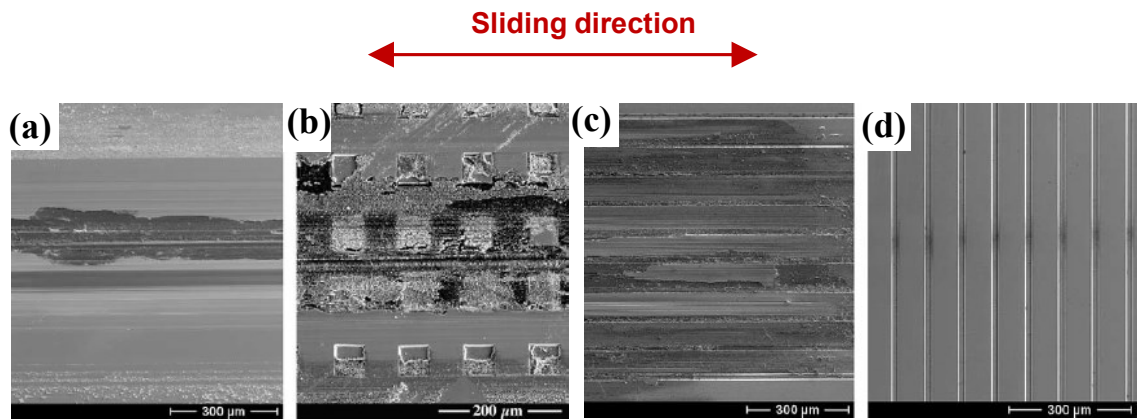 Sliding direction
(a)
(b)
(c)
(d)
300 µm
200 µm
300 µm
300 µm